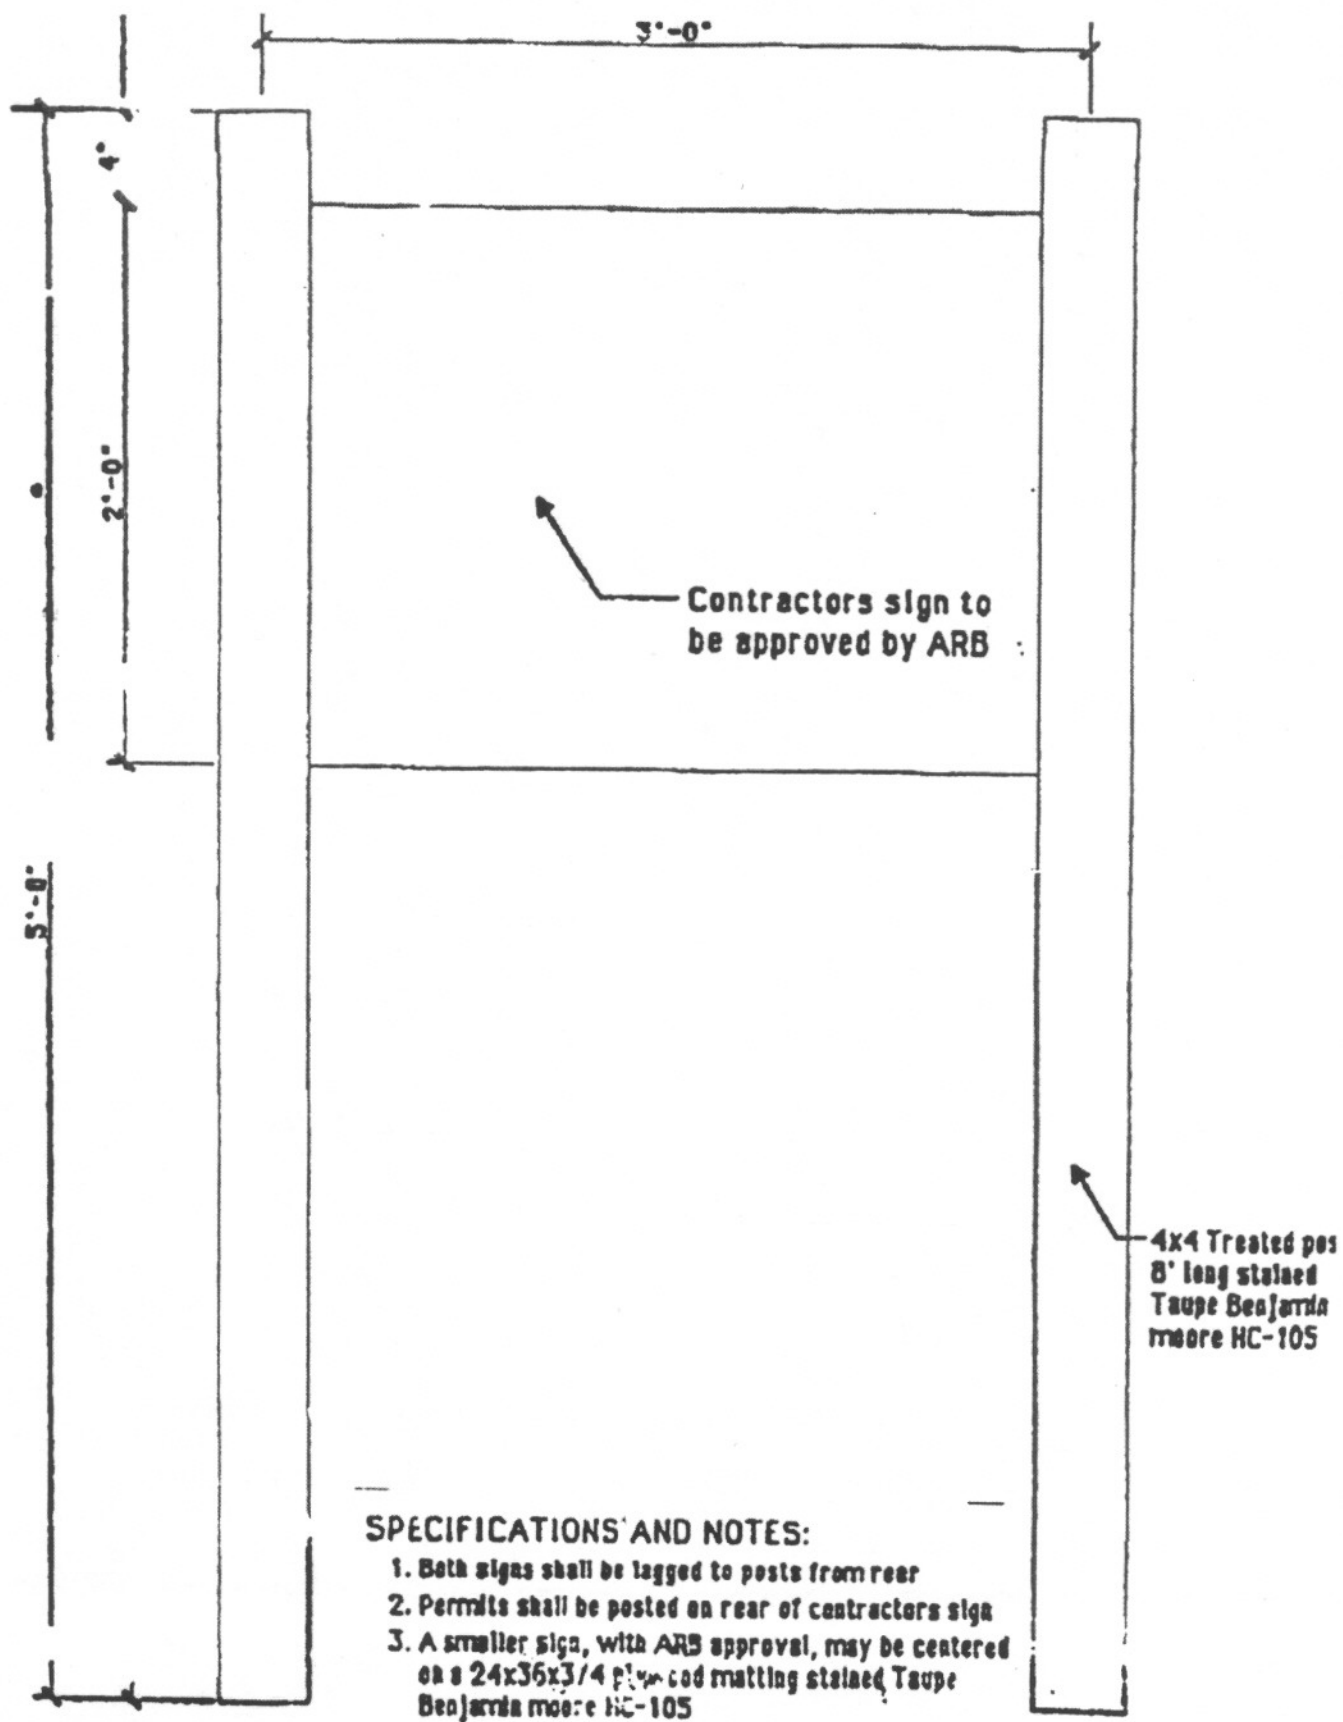 3'-0"
4"
2'-0"
Contractors sign to
be approved by ARB
5'-0"
4x4 Treated pos
8' long stained
Taupe Benjamin
moore HC-105
SPECIFICATIONS AND NOTES:
1. Both signs shall be lagged to posts from rear
2. Permits shall be posted on rear of contractors sign
3. A smaller sign, with ARB approval, may be centered
on a 24x36x3/4 matting stained Taupe
Benjamin moore HC-105